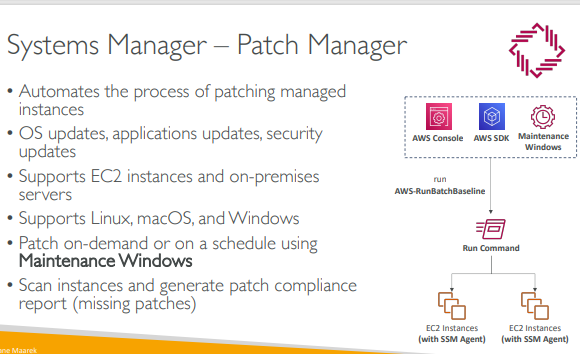 Systems Manager – Patch Manager
• Automates the process of patching managed
instances
• OS updates, applications updates, security
updates
• Supports EC2 instances and on-premises
servers
• Supports Linux, macOS, and Windows
• Patch on-demand or on a schedule using
Maintenance Windows
• Scan instances and generate patch compliance
report (missing patches)
AWS Console
AWS SDK
Maintenance
Windows
run
AWS-RunBatchBaseline
Run Command
EC2 Instances
(with SSM Agent)
EC2 Instances
(with SSM Agent)
Maarek